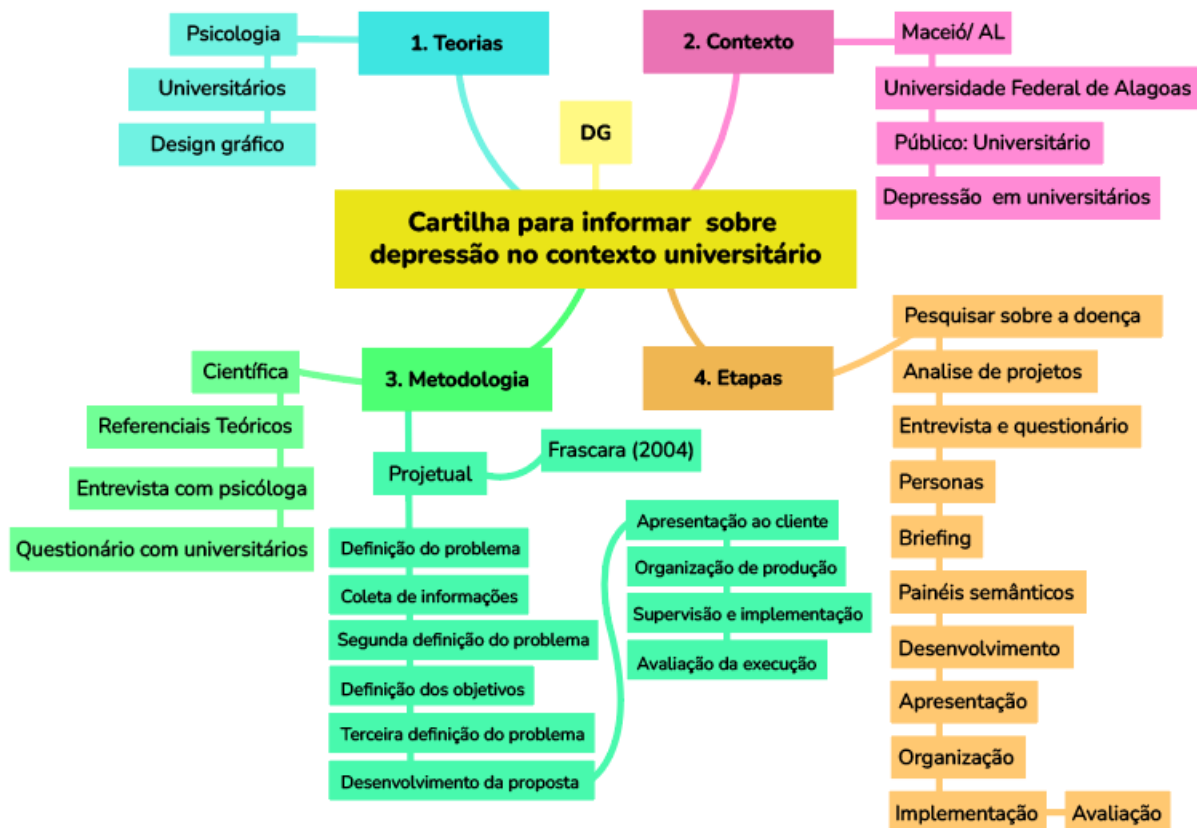 Psicologia
Universitários
Design gráfico
1. Teorias
2. Contexto
Maceió/ AL
Universidade Federal de Alagoas
Público: Universitário
Depressão em universitários
DG
Cartilha para informar sobre
depressão no contexto universitário
Científica
Referenciais Teóricos
Entrevista com psicóloga
Questionário com universitários
3. Metodologia
Projetual
Frascara (2004)
Definição do problema
Coleta de informações
Segunda definição do problema
Definição dos objetivos
Terceira definição do problema
Desenvolvimento da proposta
Apresentação ao cliente
Organização de produção
Supervisão e implementação
Avaliação da execução
4. Etapas
Pesquisar sobre a doença
Analise de projetos
Entrevista e questionário
Personas
Briefing
Painéis semânticos
Desenvolvimento
Apresentação
Organização
Implementação
Avaliação